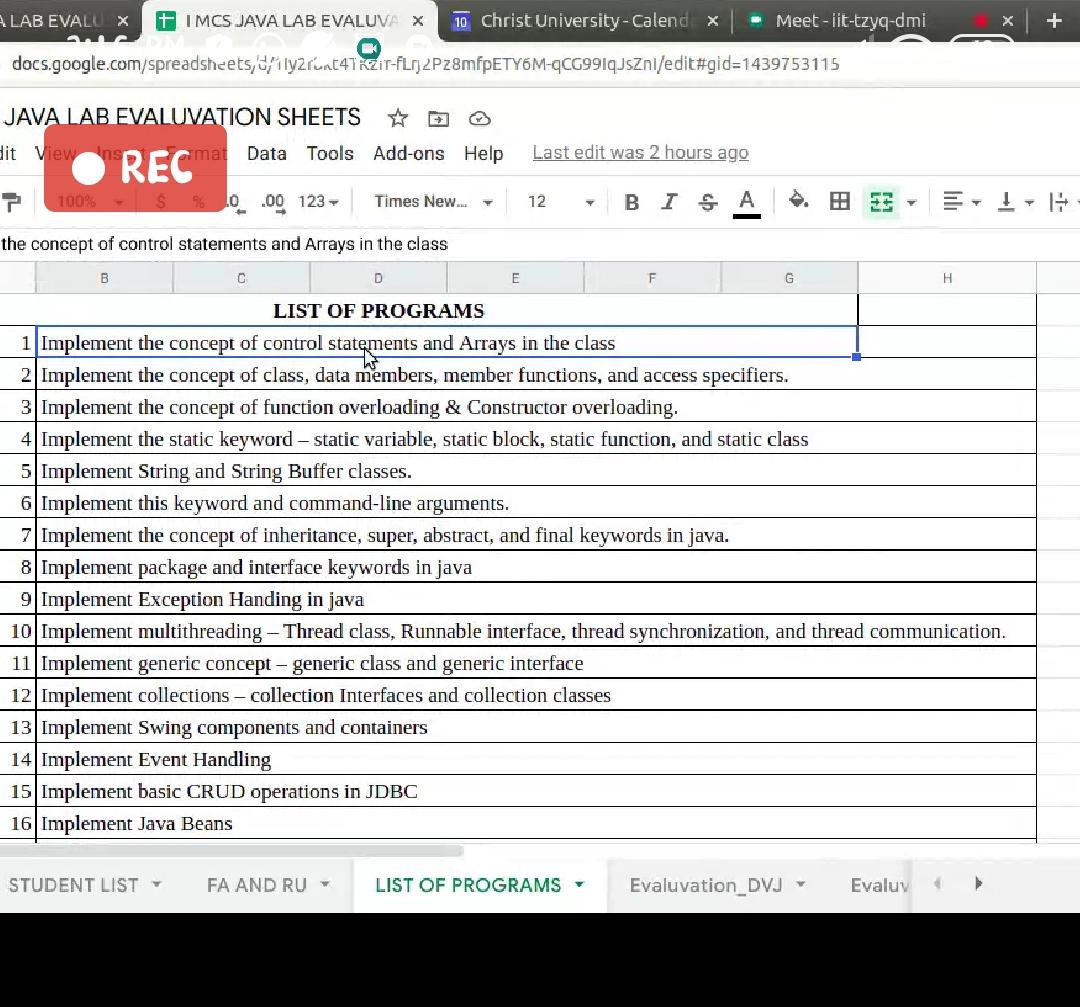 A LAB EVALU
I MCS JAVA LAB EVALUVA
10 Christ University - Calend
Meet - iit-tzyq-dmi
docs.google.com/spreadsheets/
edit#gid=1439753115
JAVA LAB EVALUVATION SHEETS
dit View Insert Format Data Tools Add-ons Help Last edit was 2 hours ago
REC
100% $ % .0 .00 123 Times New... 12 B I S A
the concept of control statements and Arrays in the class
B C D E F G H
LIST OF PROGRAMS
1 Implement the concept of control statements and Arrays in the class
2 Implement the concept of class, data members, member functions, and access specifiers.
3 Implement the concept of function overloading & Constructor overloading.
4 Implement the static keyword – static variable, static block, static function, and static class
5 Implement String and String Buffer classes.
6 Implement this keyword and command-line arguments.
7 Implement the concept of inheritance, super, abstract, and final keywords in java.
8 Implement package and interface keywords in java
9 Implement Exception Handing in java
10 Implement multithreading – Thread class, Runnable interface, thread synchronization, and thread communication.
11 Implement generic concept – generic class and generic interface
12 Implement collections – collection Interfaces and collection classes
13 Implement Swing components and containers
14 Implement Event Handling
15 Implement basic CRUD operations in JDBC
16 Implement Java Beans
STUDENT LIST FA AND RU LIST OF PROGRAMS Evaluvation_DVJ Evaluv